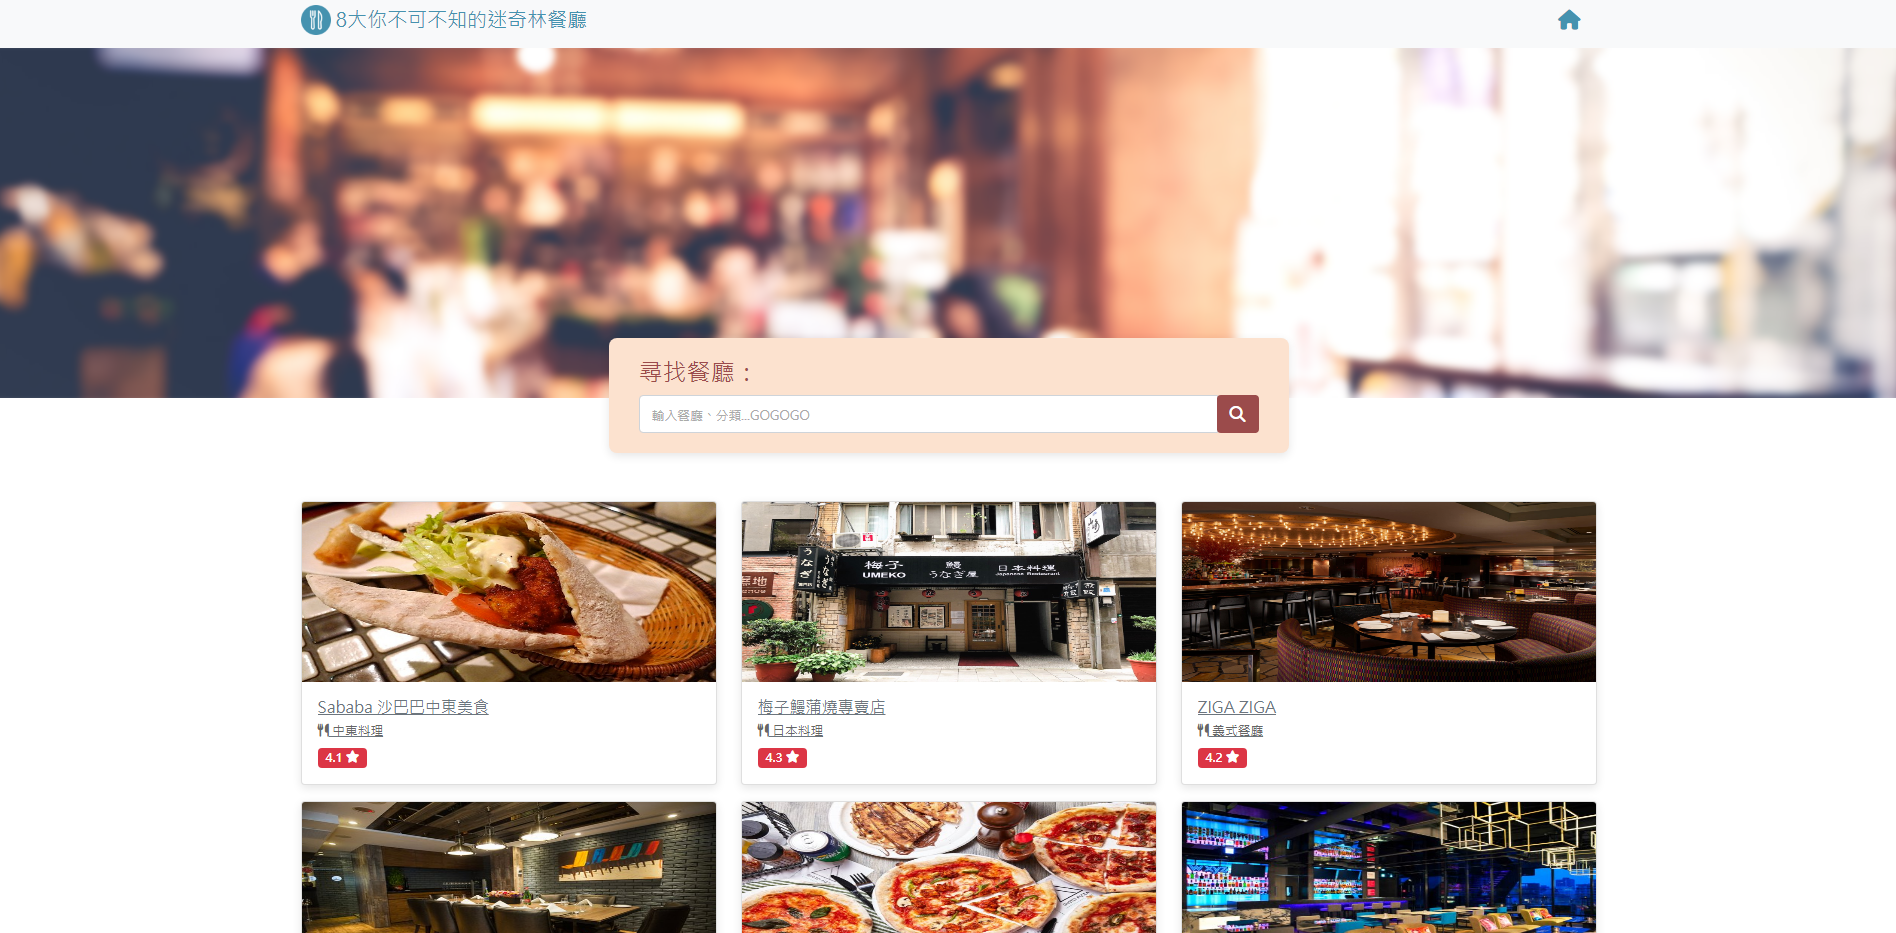 8大你不可不知的迷奇林餐廳
尋找餐廳：
輸入餐廳、分類...GOGOGO
梅子
UMEKO
鰻
うなぎ屋
日本料理
Japanese Restaurant
うなぎ
Sababa 沙巴巴中東美食
中東料理
4.1
梅子鰻蒲燒專賣店
日本料理
4.3
ZIGA ZIGA
義式餐廳
4.2